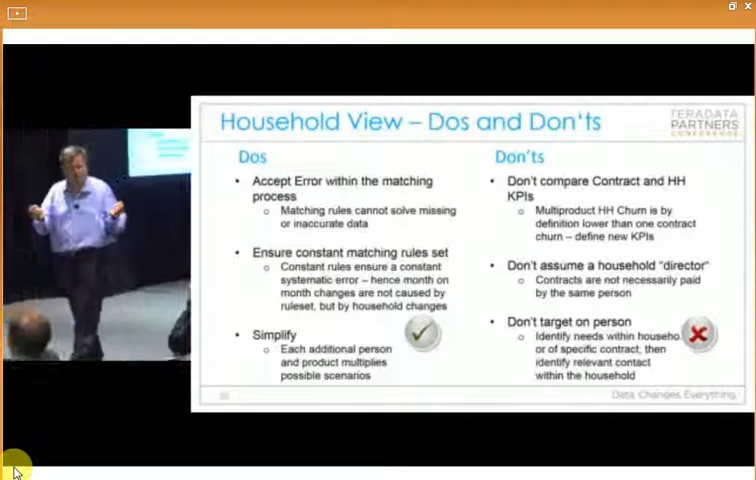 Household View – Dos and Don'ts
TERADATA
PARTNERS
CONFERENCE
Dos
• Accept Error within the matching
process
o Matching rules cannot solve missing
or inaccurate data
• Ensure constant matching rules set
o Constant rules ensure a constant
systematic error – hence month on
month changes are not caused by
ruleset, but by household changes
• Simplify
o Each additional person
and product multiplies
possible scenarios
Don'ts
• Don't compare Contract and HH
KPIs
o Multiproduct HH Churn is by
definition lower than one contract
churn – define new KPIs
• Don't assume a household "director"
o Contracts are not necessarily paid
by the same person
• Don't target on person
o Identify needs within househo
or of specific contract, then
identify relevant contact
within the household
Data. Changes. Everything.